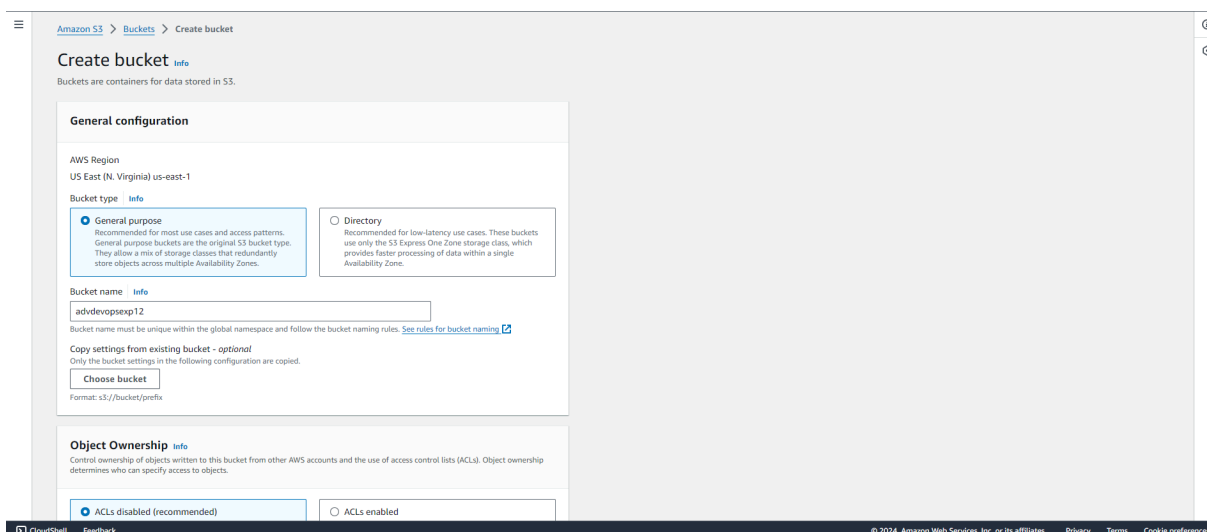 Amazon S3 > Buckets > Create bucket
Create bucket Info
Buckets are containers for data stored in S3.
General configuration
AWS Region
US East (N. Virginia) us-east-1
Bucket type Info
General purpose
Recommended for most use cases and access patterns.
General purpose buckets are the original S3 bucket type.
They allow a mix of storage classes that redundantly
store objects across multiple Availability Zones.
Directory
Recommended for low-latency use cases. These buckets
use only the S3 Express One Zone storage class, which
provides faster processing of data within a single
Availability Zone.
Bucket name Info
advdevopsexp12
Bucket name must be unique within the global namespace and follow the bucket naming rules. See rules for bucket naming
Copy settings from existing bucket - optional
Only the bucket settings in the following configuration are copied.
Choose bucket
Format: s3://bucket/prefix
Object Ownership Info
Control ownership of objects written to this bucket from other AWS accounts and the use of access control lists (ACLs). Object ownership
determines who can specify access to objects.
ACLs disabled (recommended)
ACLs enabled
CloudShell Feedback © 2024, Amazon Web Services, Inc. or its affiliates. Privacy Terms Cookie preference